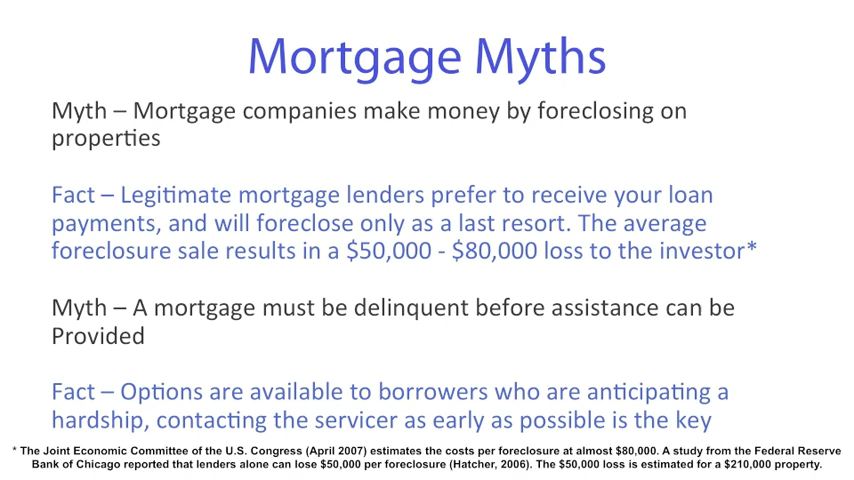 Mortgage Myths
Myth – Mortgage companies make money by foreclosing on
properties
Fact – Legitimate mortgage lenders prefer to receive your loan
payments, and will foreclose only as a last resort. The average
foreclosure sale results in a $50,000 - $80,000 loss to the investor*
Myth – A mortgage must be delinquent before assistance can be
Provided
Fact – Options are available to borrowers who are anticipating a
hardship, contacting the servicer as early as possible is the key
* The Joint Economic Committee of the U.S. Congress (April 2007) estimates the costs per foreclosure at almost $80,000. A study from the Federal Reserve
Bank of Chicago reported that lenders alone can lose $50,000 per foreclosure (Hatcher, 2006). The $50,000 loss is estimated for a $210,000 property.